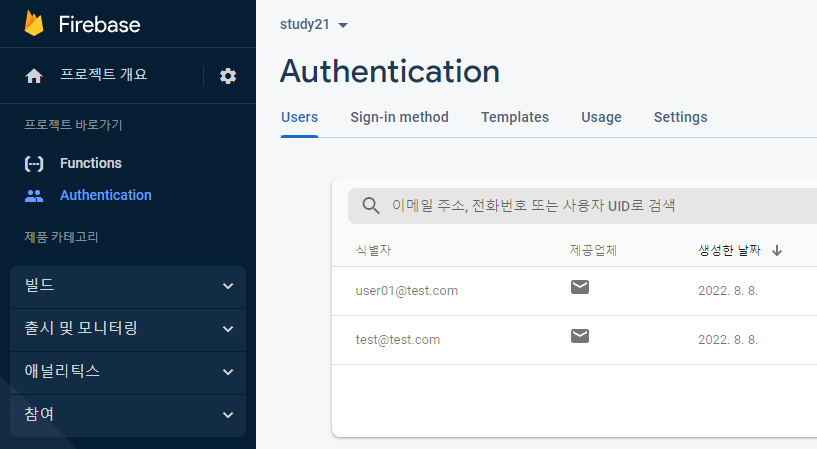 Firebase
프로젝트 개요
프로젝트 바로가기
Functions
Authentication
제품 카테고리
빌드
출시 및 모니터링
애널리틱스
참여
study21
Authentication
Users Sign-in method Templates Usage Settings
이메일 주소, 전화번호 또는 사용자 UID로 검색
식별자 제공업체 생성한 날짜
user01@test.com 2022. 8. 8.
test@test.com 2022. 8. 8.